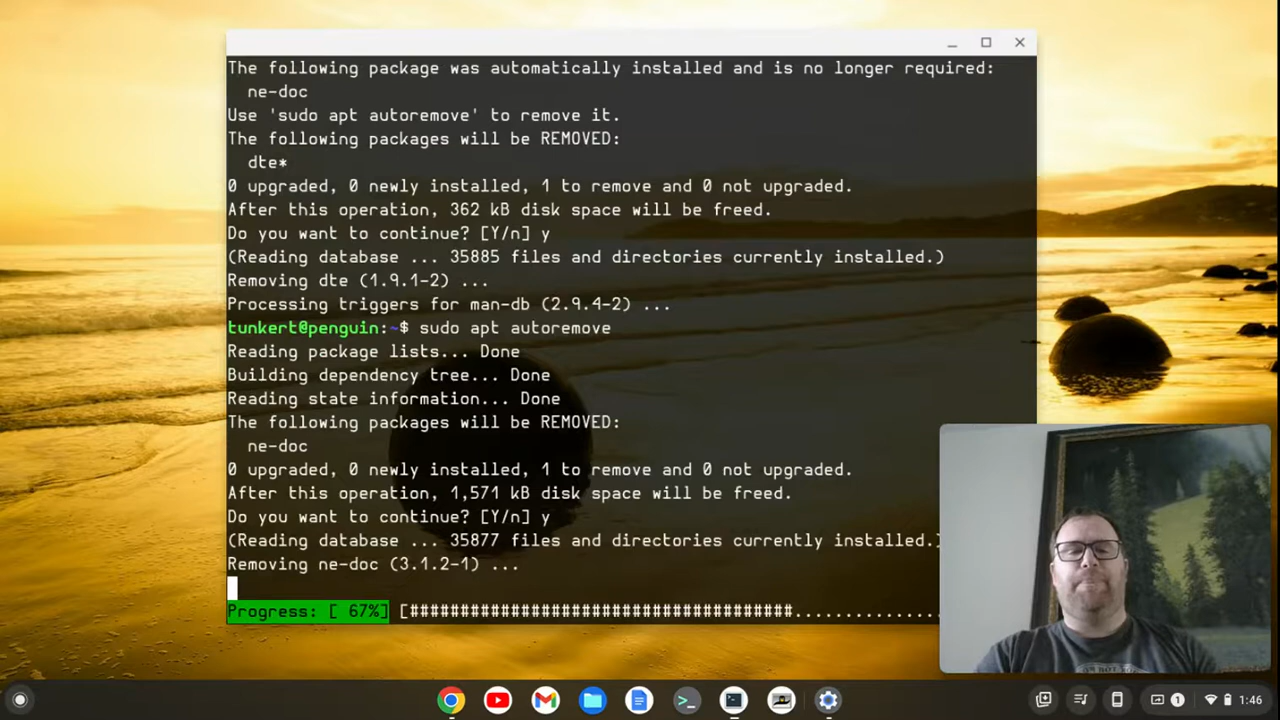 The following package was automatically installed and is no longer required:
ne-doc
Use 'sudo apt autoremove' to remove it.
The following packages will be REMOVED:
dte*
0 upgraded, 0 newly installed, 1 to remove and 0 not upgraded.
After this operation, 362 kB disk space will be freed.
Do you want to continue? [Y/n] y
(Reading database ... 35885 files and directories currently installed.)
Removing dte (1.9.1-2) ...
Processing triggers for man-db (2.9.4-2) ...
tunkert@penguin:~$ sudo apt autoremove
Reading package lists... Done
Building dependency tree... Done
Reading state information... Done
The following packages will be REMOVED:
ne-doc
0 upgraded, 0 newly installed, 1 to remove and 0 not upgraded.
After this operation, 1,571 kB disk space will be freed.
Do you want to continue? [Y/n] y
(Reading database ... 35877 files and directories currently installed.)
Removing ne-doc (3.1.2-1) ...
Progress: [ 67%] [######################################...............
1 1:46